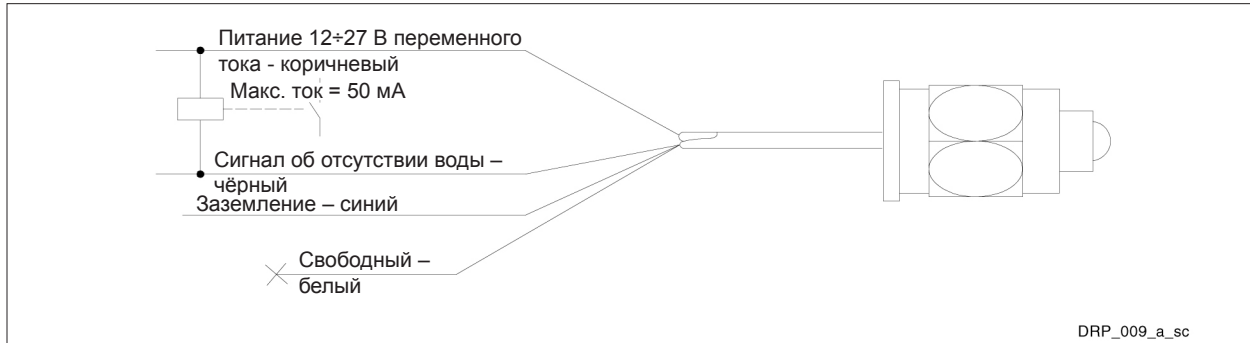 Питание 12÷27 В переменного
тока - коричневый
Макс. ток = 50 мА
Сигнал об отсутствии воды –
чёрный
Заземление – синий
Свободный –
белый
DRP_009_a_sc